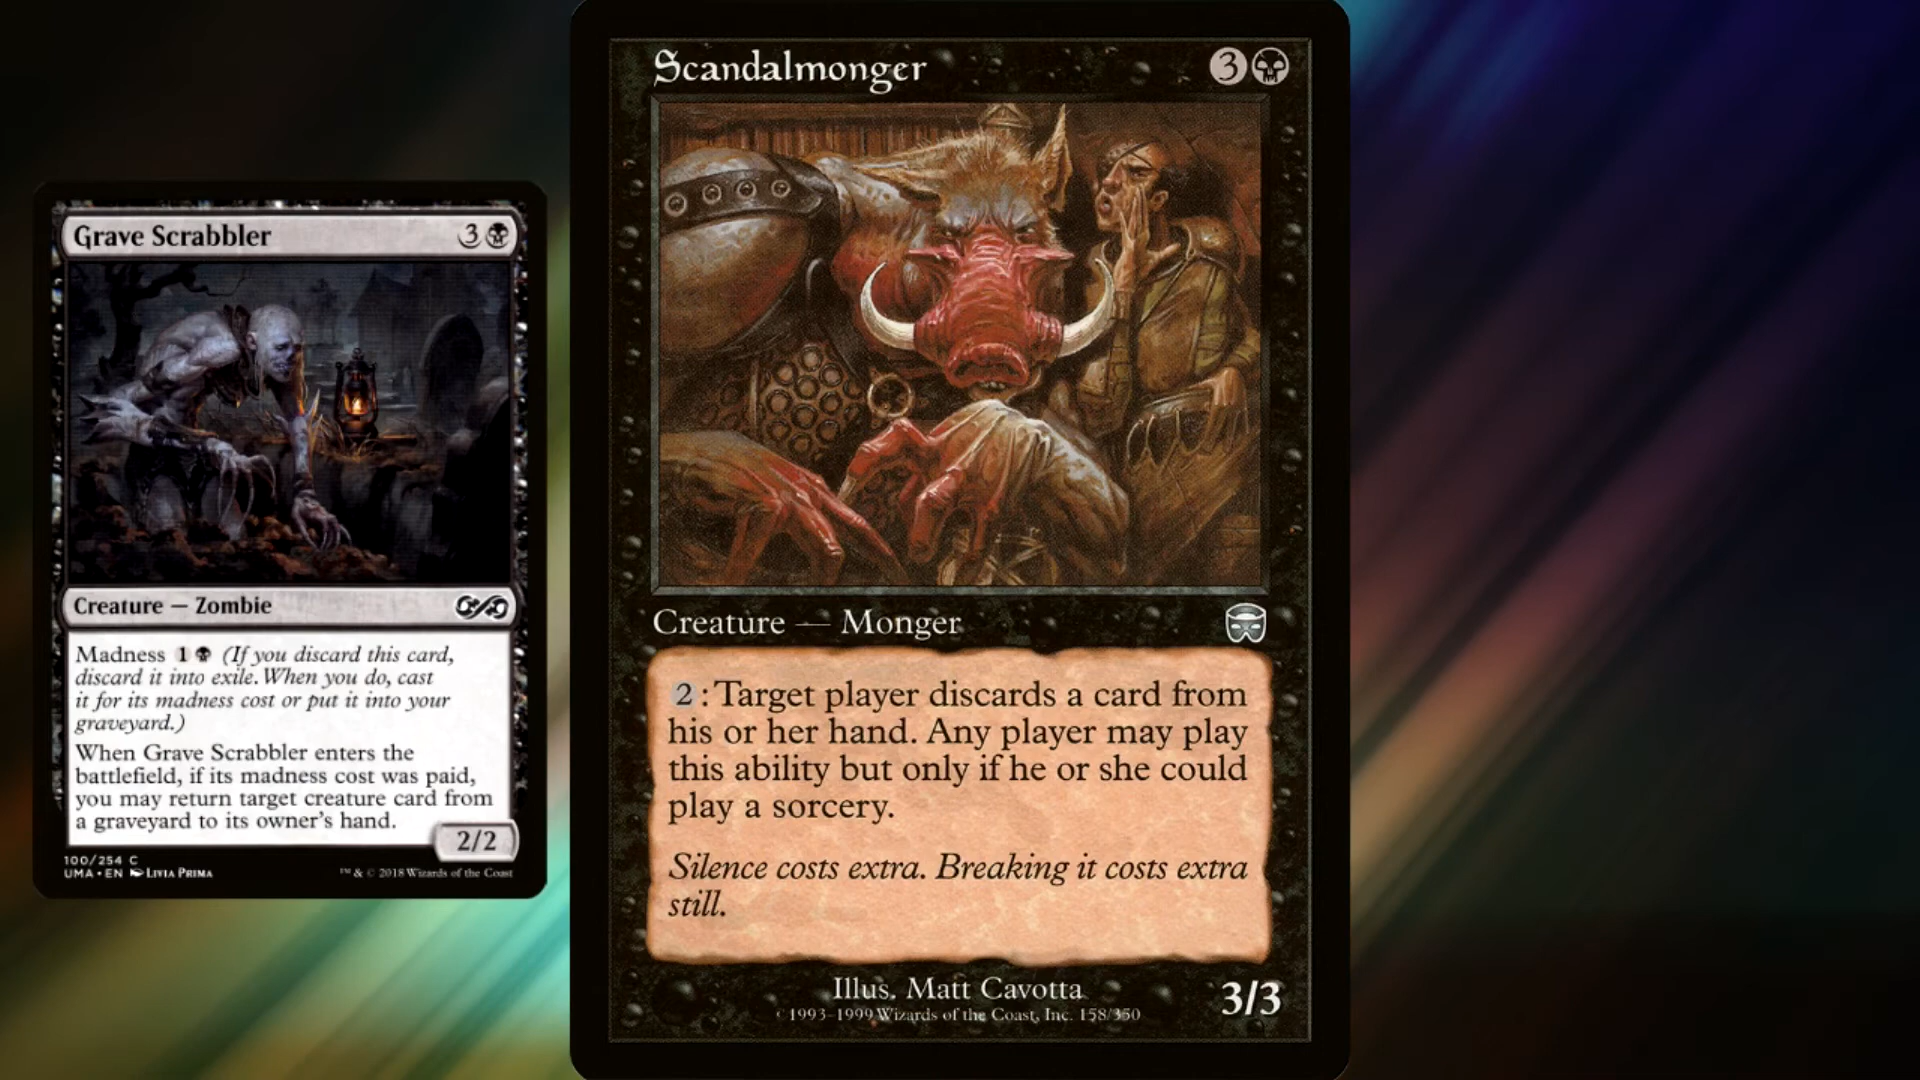 Grave Scrabbler
3
Creature — Zombie
Madness 1 (If you discard this card,
discard it into exile. When you do, cast
it for its madness cost or put it into your
graveyard.)
When Grave Scrabbler enters the
battlefield, if its madness cost was paid,
you may return target creature card from
a graveyard to its owner's hand.
2/2
100/254 C
UMA • EN LIVIA PRIMA
™ & © 2018 Wizards of the Coast
Scandalmonger
3
Creature — Monger
2: Target player discards a card from
his or her hand. Any player may play
this ability but only if he or she could
play a sorcery.
Silence costs extra. Breaking it costs extra
still.
Illus. Matt Cavotta
3/3
©1993-1999 Wizards of the Coast, Inc. 158/350